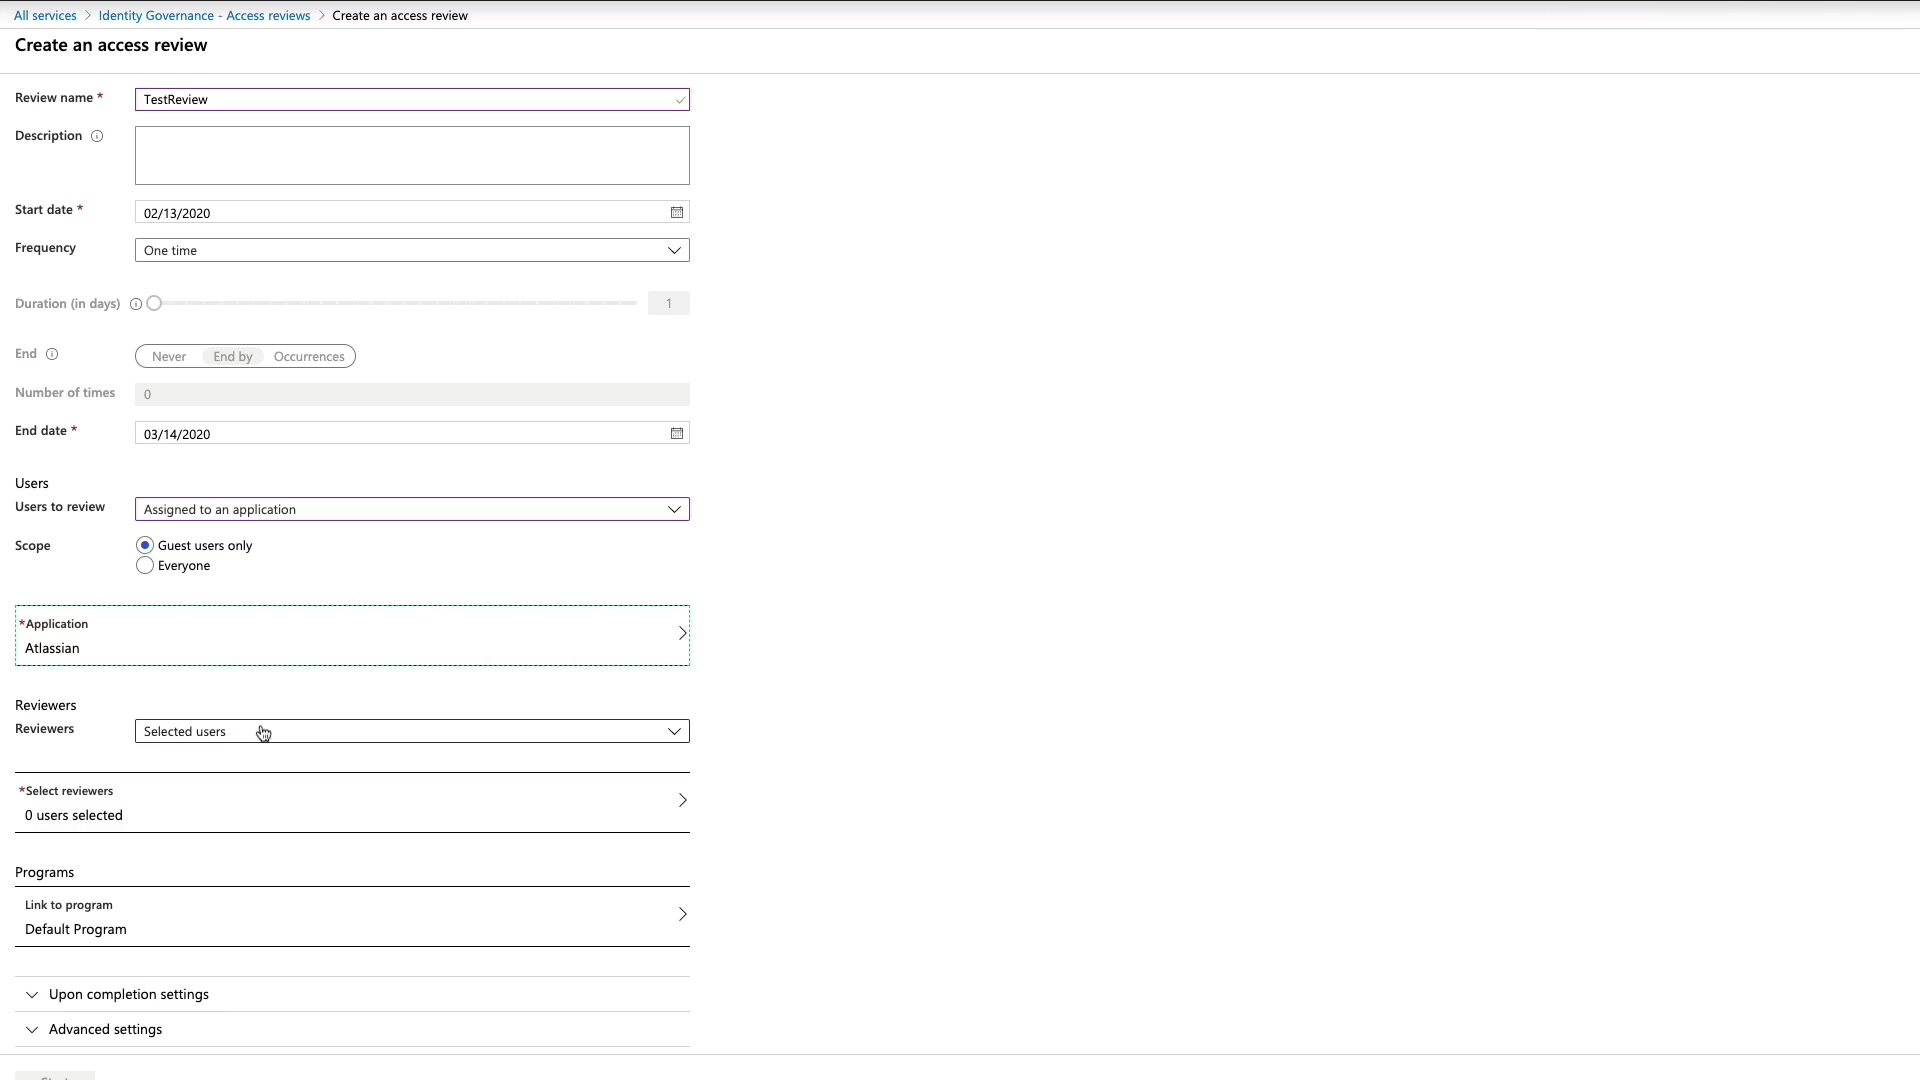 All services > Identity Governance - Access reviews > Create an access review
Create an access review
Review name *
TestReview
Description
Start date *
02/13/2020
Frequency
One time
Duration (in days)
1
End
Never End by Occurrences
Number of times
0
End date *
03/14/2020
Users
Users to review
Assigned to an application
Scope
Guest users only
Everyone
*Application
Atlassian
Reviewers
Reviewers
Selected users
*Select reviewers
0 users selected
Programs
Link to program
Default Program
Upon completion settings
Advanced settings